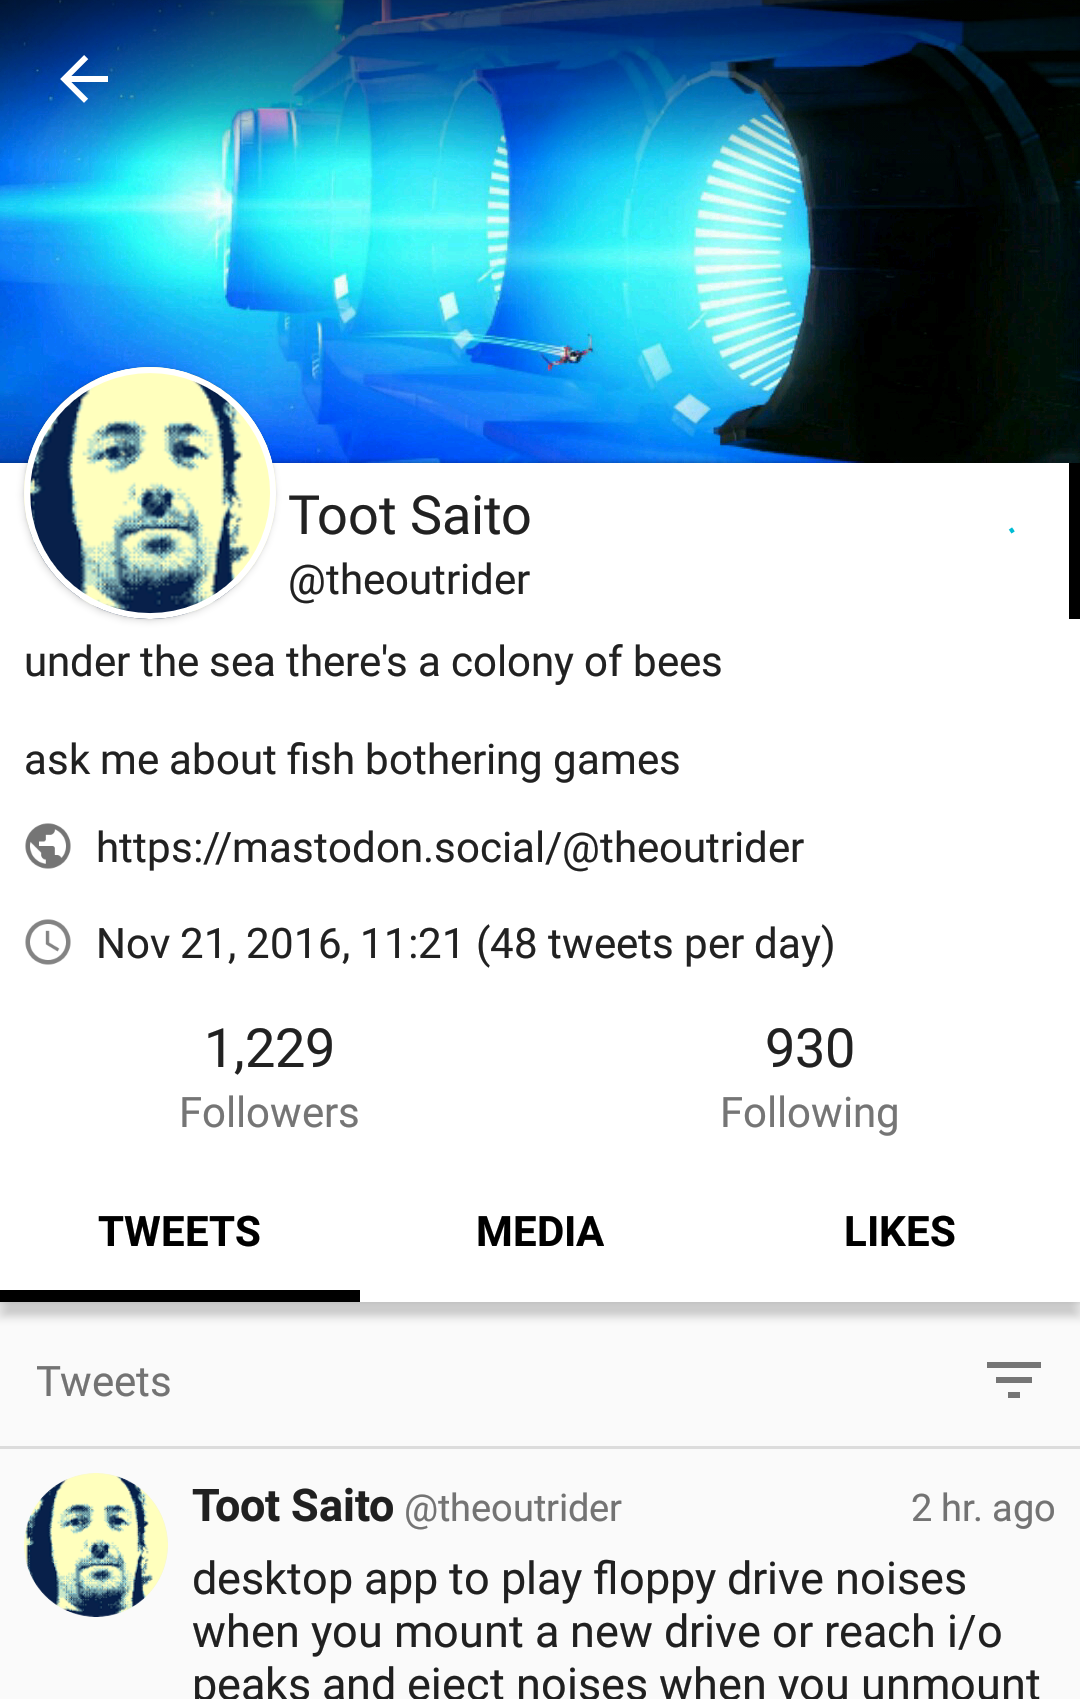 Toot Saito
@theoutrider
under the sea there's a colony of bees
ask me about fish bothering games
https://mastodon.social/@theoutrider
Nov 21, 2016, 11:21 (48 tweets per day)
1,229 930
Followers Following
TWEETS MEDIA LIKES
Tweets
Toot Saito @theoutrider 2 hr. ago
desktop app to play floppy drive noises
when you mount a new drive or reach i/o
peaks and eject noises when you unmount